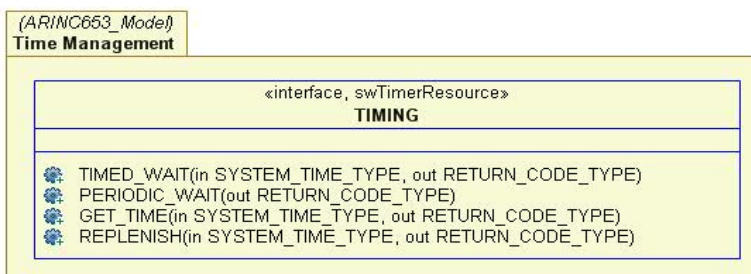 (ARINC653_Model)
Time Management
«interface, swTimerResource»
TIMING
TIMED_WAIT(in SYSTEM_TIME_TYPE, out RETURN_CODE_TYPE)
PERIODIC_WAIT(out RETURN_CODE_TYPE)
GET_TIME(in SYSTEM_TIME_TYPE, out RETURN_CODE_TYPE)
REPLENISH(in SYSTEM_TIME_TYPE, out RETURN_CODE_TYPE)